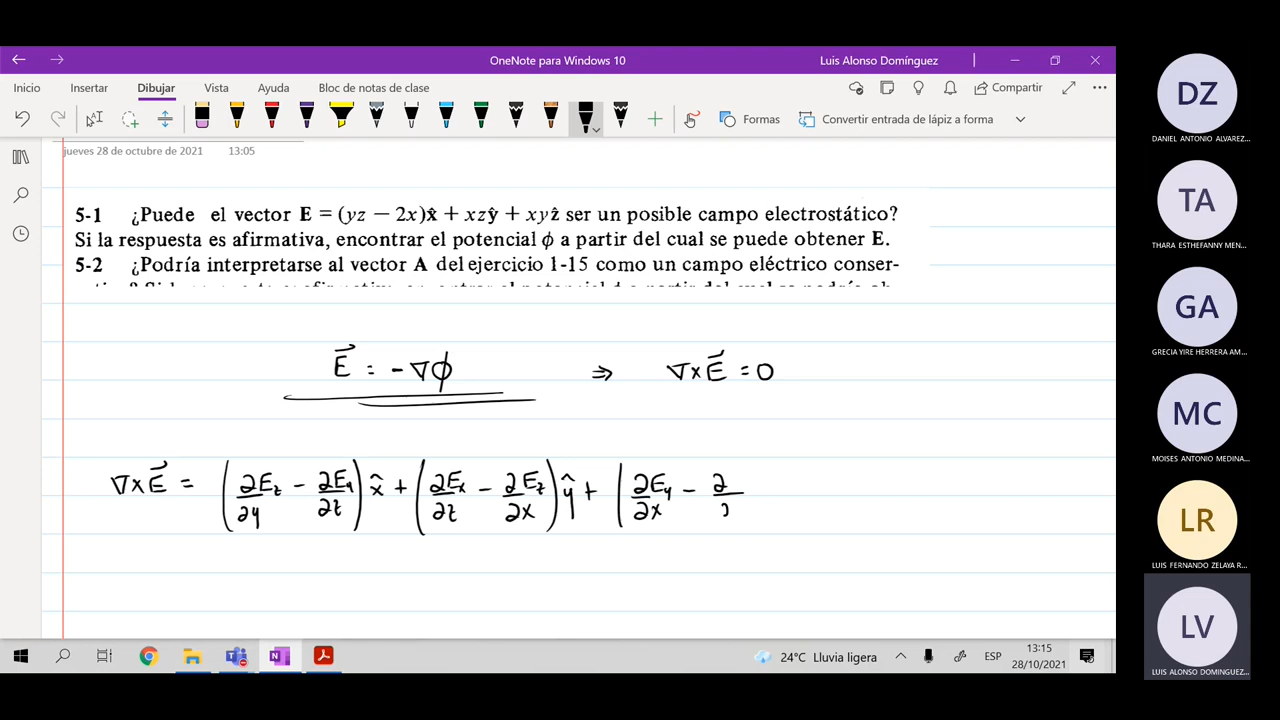 OneNote para Windows 10
Luis Alonso Domínguez
Inicio Insertar Dibujar Vista Ayuda Bloc de notas de clase Compartir
Formas Convertir entrada de lápiz a forma
jueves 28 de octubre de 2021 13:05
5-1 ¿Puede el vector E = (yz − 2x)x̂ + xzŷ + xyẑ ser un posible campo electrostático?
Si la respuesta es afirmativa, encontrar el potencial ϕ a partir del cual se puede obtener E.
5-2 ¿Podría interpretarse al vector A del ejercicio 1-15 como un campo eléctrico conser-
E⃗ = -∇ϕ ⇒ ∇×E⃗ = 0
∇×E⃗ = (∂Ez/∂y − ∂Ey/∂z) x̂ + (∂Ex/∂z − ∂Ez/∂x) ŷ + (∂Ey/∂x − ∂/
24°C Lluvia ligera ESP 13:15
28/10/2021
DZ
DANIEL ANTONIO ALVAREZ...
TA
THARA ESTHEFANNY MEN...
GA
GRECIA YIRE HERRERA AM...
MC
MOISES ANTONIO MEDINA...
LR
LUIS FERNANDO ZELAYA R...
LV
LUIS ALONSO DOMINGUEZ...